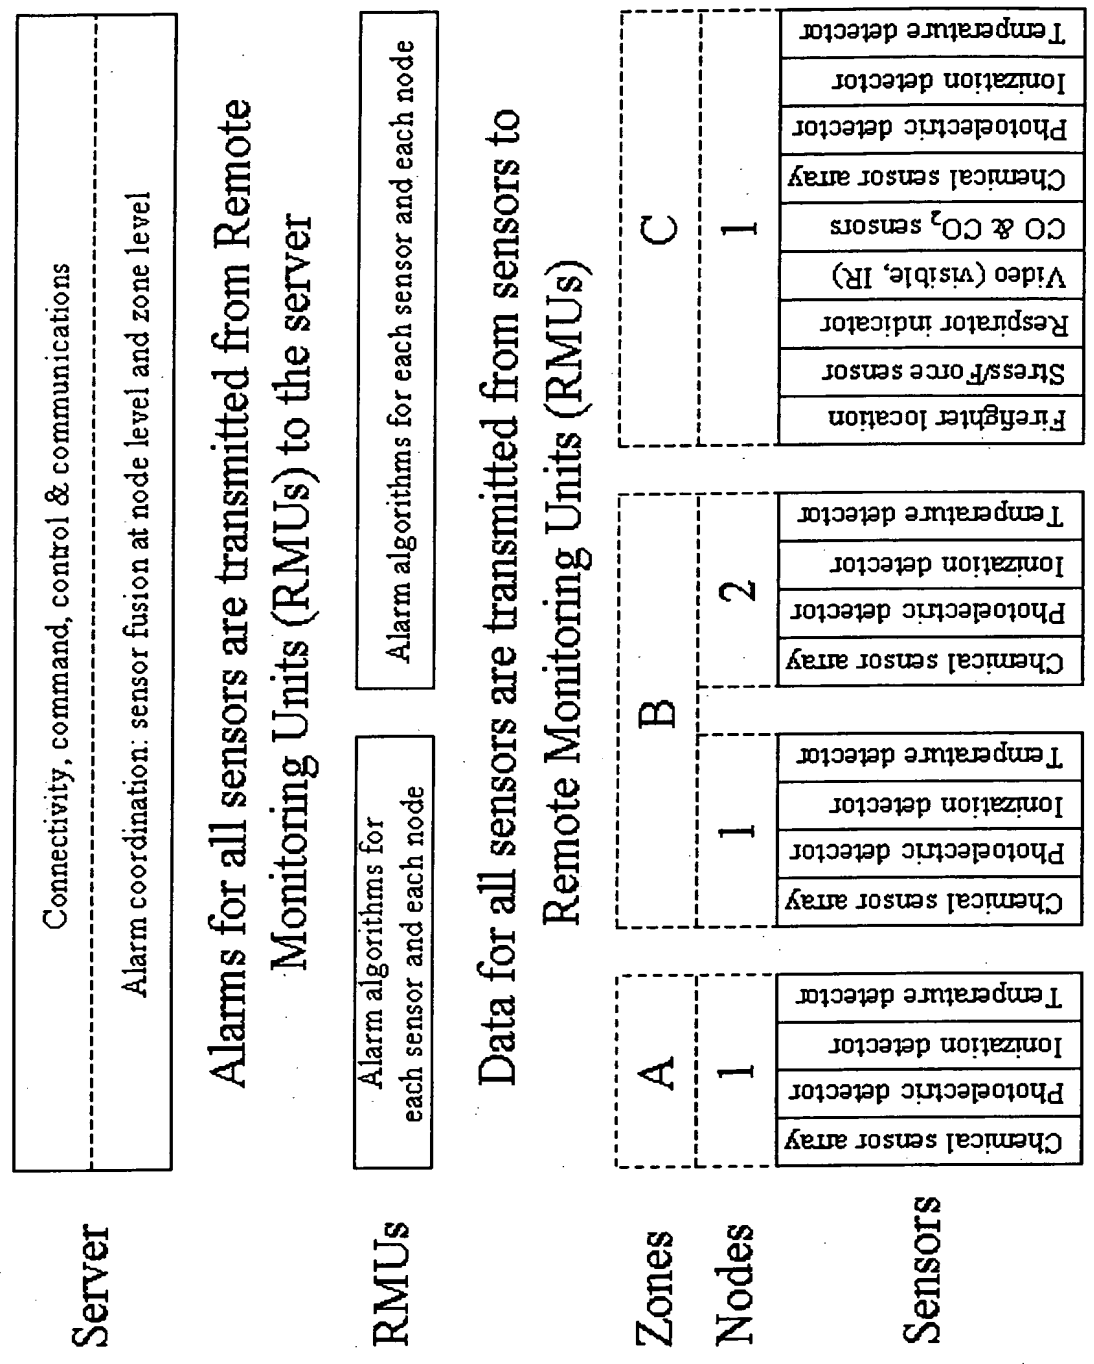 Server
Connectivity, command, control & communications
Alarm coordination: sensor fusion at node level and zone level
Alarms for all sensors are transmitted from Remote
Monitoring Units (RMUs) to the server
RMUs
Alarm algorithms for
each sensor and each node
Alarm algorithms for each sensor and each node
Data for all sensors are transmitted from sensors to
Remote Monitoring Units (RMUs)
Zones
A
B
C
Nodes
1
1
2
1
Sensors
Chemical sensor array
Photoelectric detector
Ionization detector
Temperature detector
Chemical sensor array
Photoelectric detector
Ionization detector
Temperature detector
Chemical sensor array
Photoelectric detector
Ionization detector
Temperature detector
Firefighter location
Stress/Force sensor
Respirator indicator
Video (visible, IR)
CO & CO₂ sensors
Chemical sensor array
Photoelectric detector
Ionization detector
Temperature detector